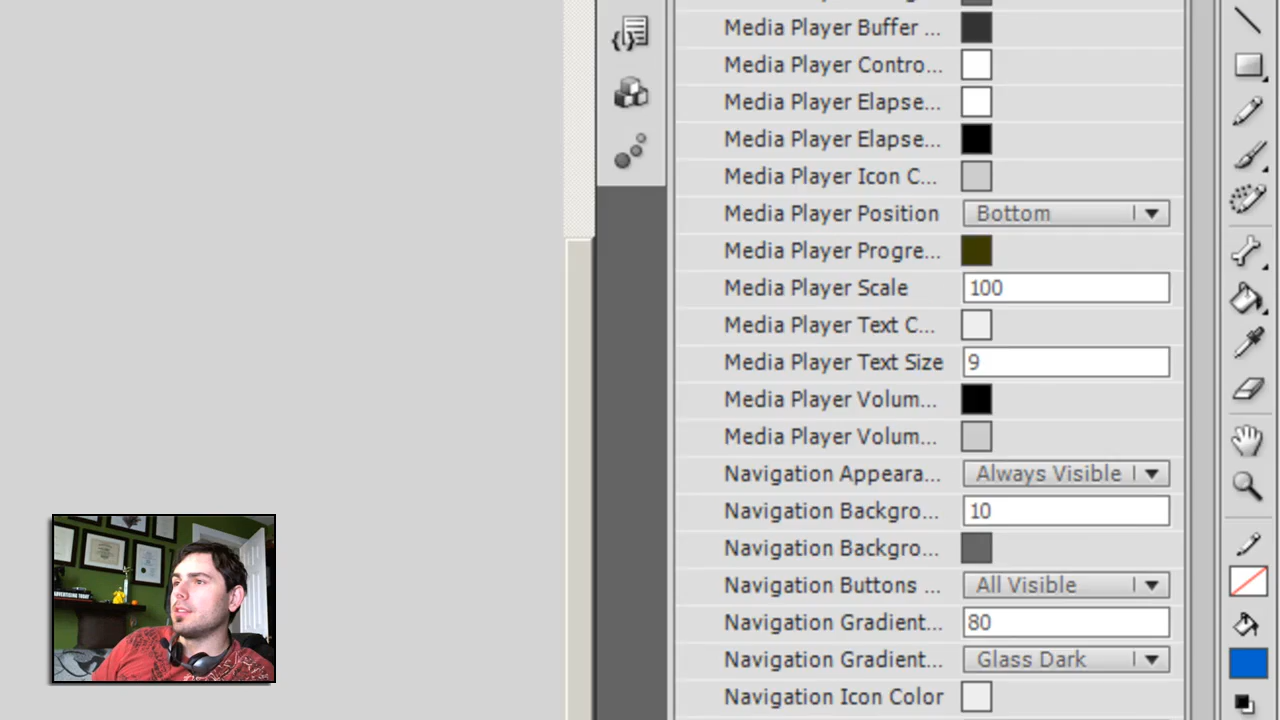 Media Player Buffer ...
Media Player Contro...
Media Player Elapse...
Media Player Elapse...
Media Player Icon C...
Media Player Position Bottom
Media Player Progre...
Media Player Scale 100
Media Player Text C...
Media Player Text Size 9
Media Player Volum...
Media Player Volum...
Navigation Appeara... Always Visible
Navigation Backgro... 10
Navigation Backgro...
Navigation Buttons ... All Visible
Navigation Gradient... 80
Navigation Gradient... Glass Dark
Navigation Icon Color